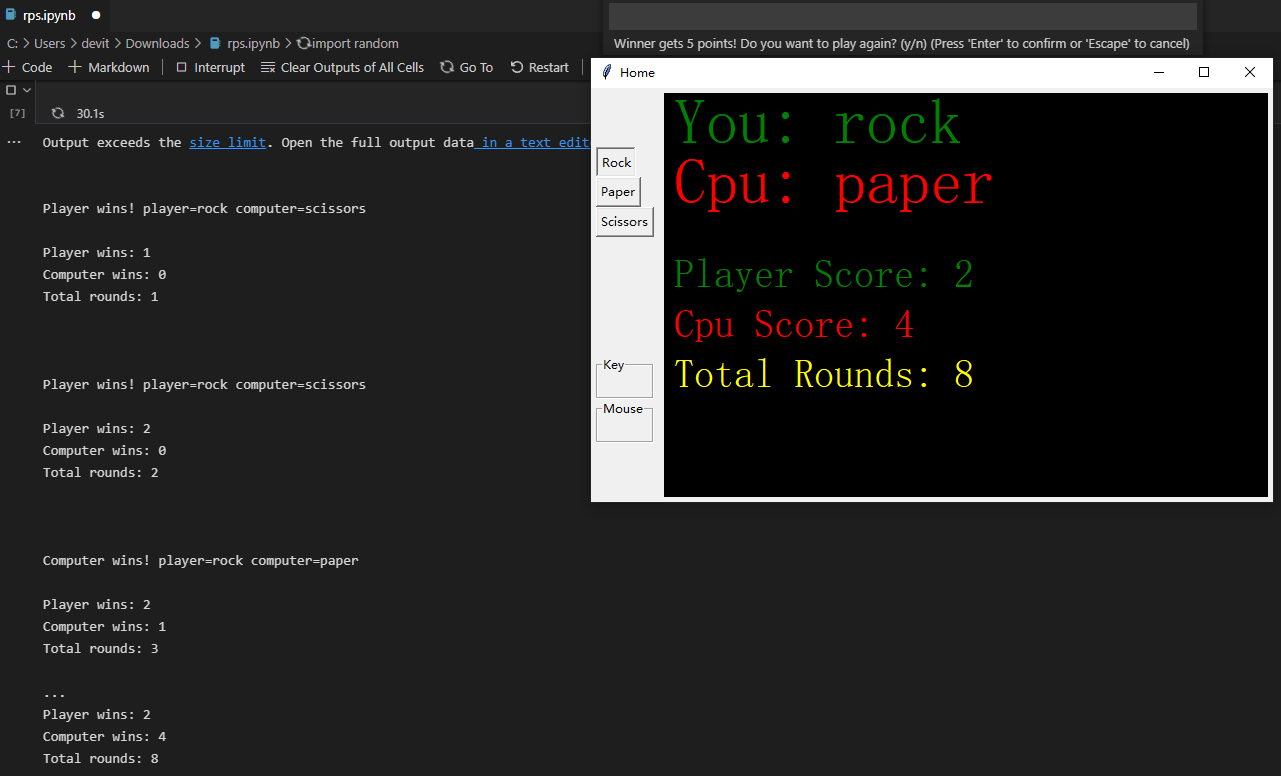 rps.ipynb
C: > Users > devit > Downloads > rps.ipynb > import random
Code Markdown Interrupt Clear Outputs of All Cells Go To Restart
[7] 30.1s
... Output exceeds the size limit. Open the full output data in a text edit
Player wins! player=rock computer=scissors
Player wins: 1
Computer wins: 0
Total rounds: 1
Player wins! player=rock computer=scissors
Player wins: 2
Computer wins: 0
Total rounds: 2
Computer wins! player=rock computer=paper
Player wins: 2
Computer wins: 1
Total rounds: 3
...
Player wins: 2
Computer wins: 4
Total rounds: 8
Winner gets 5 points! Do you want to play again? (y/n) (Press 'Enter' to confirm or 'Escape' to cancel)
Home
Rock
Paper
Scissors
Key
Mouse
You: rock
Cpu: paper
Player Score: 2
Cpu Score: 4
Total Rounds: 8